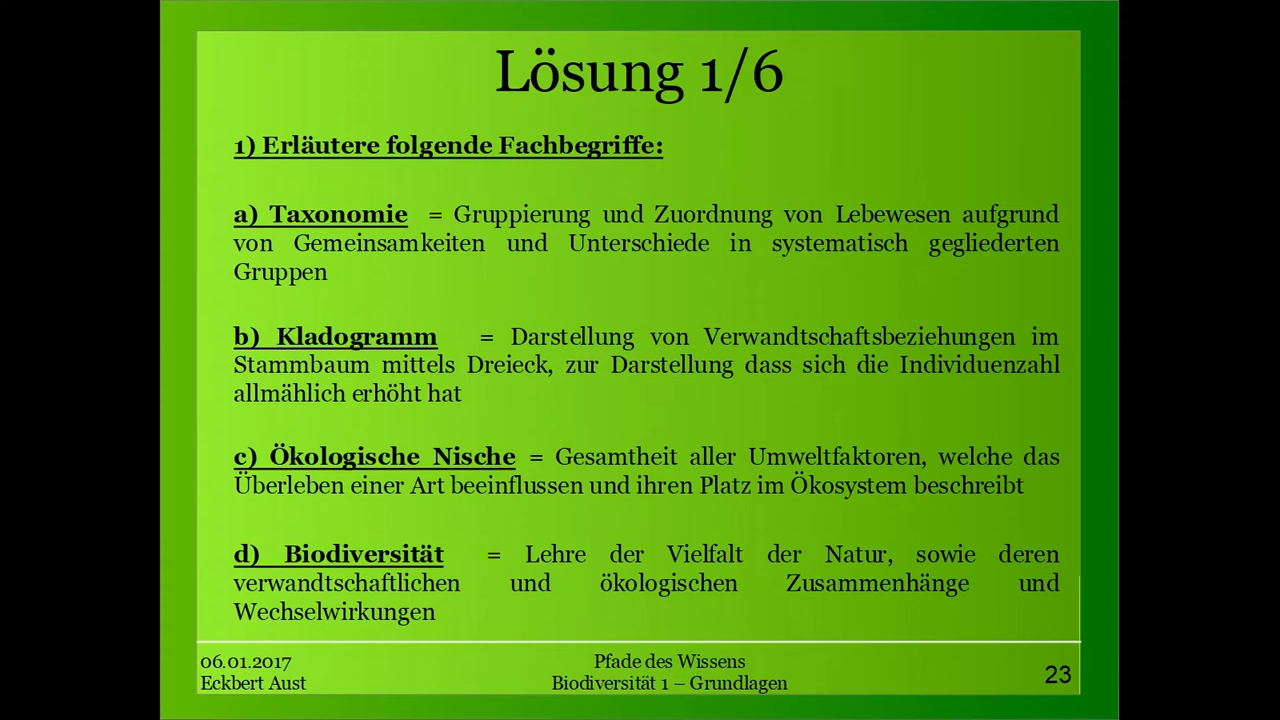 Lösung 1/6
1) Erläutere folgende Fachbegriffe:
a) Taxonomie = Gruppierung und Zuordnung von Lebewesen aufgrund
von Gemeinsamkeiten und Unterschiede in systematisch gegliederten
Gruppen
b) Kladogramm = Darstellung von Verwandtschaftsbeziehungen im
Stammbaum mittels Dreieck, zur Darstellung dass sich die Individuenzahl
allmählich erhöht hat
c) Ökologische Nische = Gesamtheit aller Umweltfaktoren, welche das
Überleben einer Art beeinflussen und ihren Platz im Ökosystem beschreibt
d) Biodiversität = Lehre der Vielfalt der Natur, sowie deren
verwandtschaftlichen und ökologischen Zusammenhänge und
Wechselwirkungen
06.01.2017
Eckbert Aust
Pfade des Wissens
Biodiversität 1 – Grundlagen
23